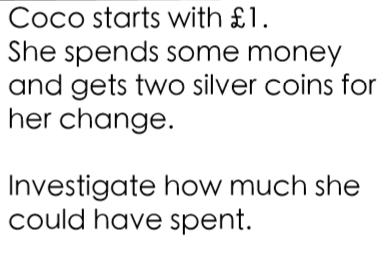 Coco starts with £1.
She spends some money
and gets two silver coins for
her change.
Investigate how much she
could have spent.